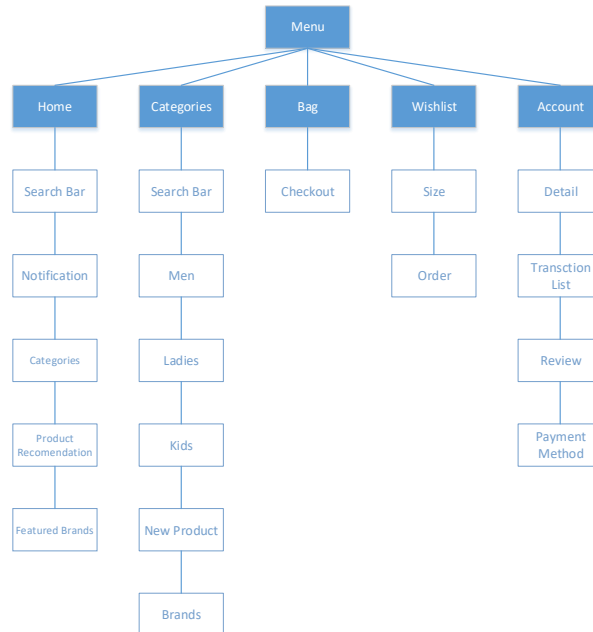 Menu
Home
Categories
Bag
Wishlist
Account
Search Bar
Search Bar
Checkout
Size
Detail
Notification
Men
Order
Transction
List
Categories
Ladies
Review
Product
Recomendation
Kids
Payment
Method
Featured Brands
New Product
Brands